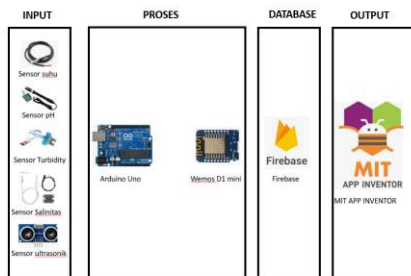 INPUT
PROSES
DATABASE
OUTPUT
Sensor suhu
Sensor pH
Sensor Turbidity
Sensor Salinitas
Sensor ultrasonik
Arduino Uno
Wemos D1 mini
Firebase
Firebase
MIT
APP INVENTOR
MIT APP INVENTOR